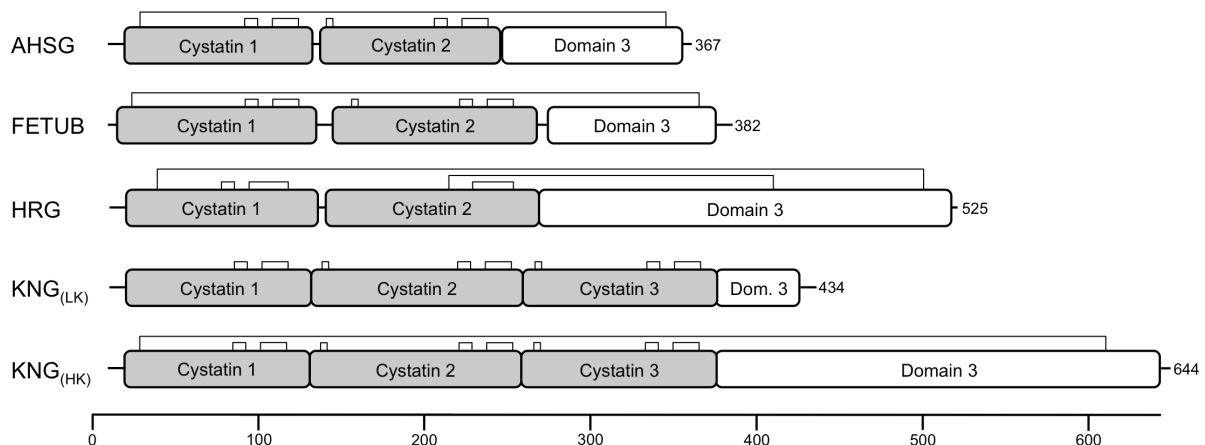 AHSG Cystatin 1 Cystatin 2 Domain 3 367
FETUB Cystatin 1 Cystatin 2 Domain 3 382
HRG Cystatin 1 Cystatin 2 Domain 3 525
KNG(LK) Cystatin 1 Cystatin 2 Cystatin 3 Dom. 3 434
KNG(HK) Cystatin 1 Cystatin 2 Cystatin 3 Domain 3 644
0 100 200 300 400 500 600